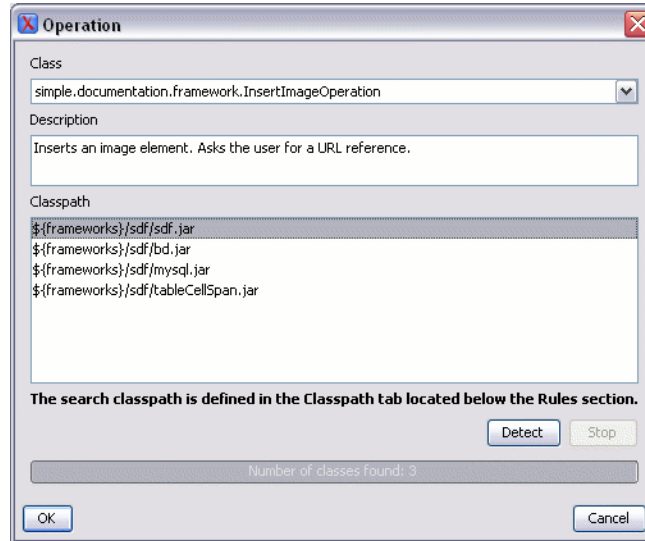 Operation
Class
simple.documentation.framework.InsertImageOperation
Description
Inserts an image element. Asks the user for a URL reference.
Classpath
${frameworks}/sdf/sdf.jar
${frameworks}/sdf/bd.jar
${frameworks}/sdf/mysql.jar
${frameworks}/sdf/tableCellSpan.jar
The search classpath is defined in the Classpath tab located below the Rules section.
Detect Stop
Number of classes found: 3
OK Cancel